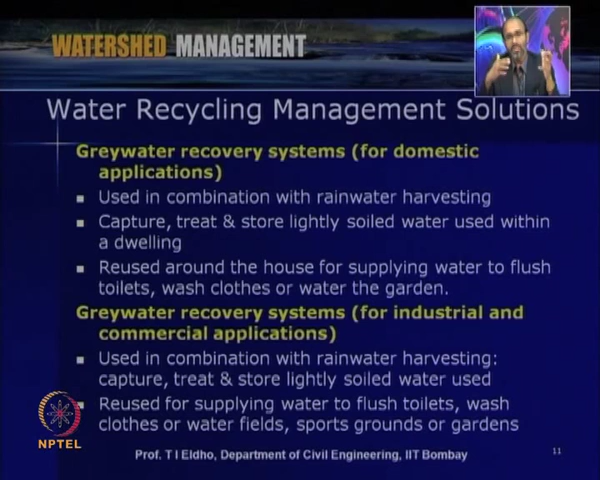 WATERSHED MANAGEMENT
Water Recycling Management Solutions
Greywater recovery systems (for domestic
applications)
Used in combination with rainwater harvesting
Capture, treat & store lightly soiled water used within
a dwelling
Reused around the house for supplying water to flush
toilets, wash clothes or water the garden.
Greywater recovery systems (for industrial and
commercial applications)
Used in combination with rainwater harvesting:
capture, treat & store lightly soiled water used
Reused for supplying water to flush toilets, wash
clothes or water fields, sports grounds or gardens
NPTEL
Prof. T I Eldho, Department of Civil Engineering, IIT Bombay
11